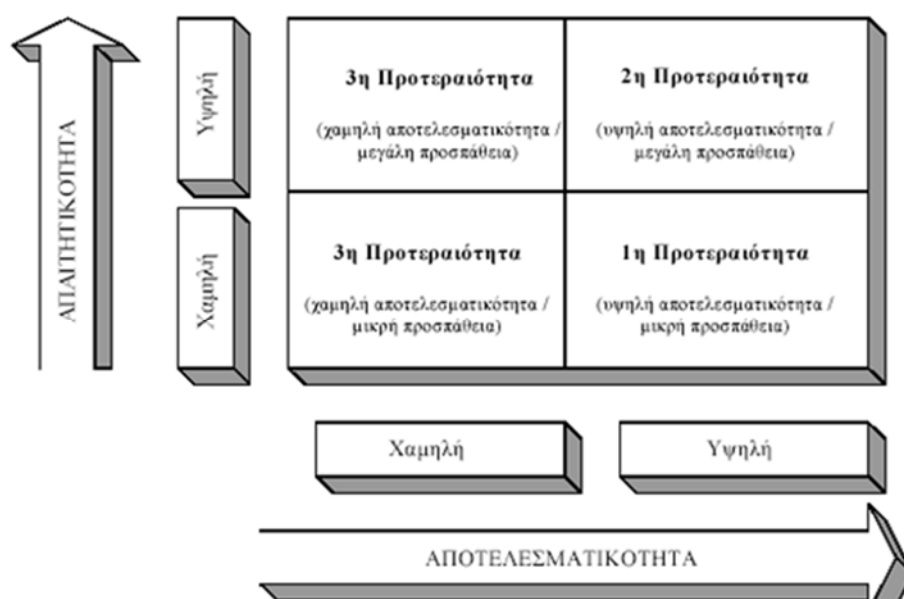 ΑΠΑΙΤΗΤΙΚΟΤΗΤΑ
Υψηλή
3η Προτεραιότητα
(χαμηλή αποτελεσματικότητα /
μεγάλη προσπάθεια)
2η Προτεραιότητα
(υψηλή αποτελεσματικότητα /
μεγάλη προσπάθεια)
Χαμηλή
3η Προτεραιότητα
(χαμηλή αποτελεσματικότητα /
μικρή προσπάθεια)
1η Προτεραιότητα
(υψηλή αποτελεσματικότητα /
μικρή προσπάθεια)
Χαμηλή
Υψηλή
ΑΠΟΤΕΛΕΣΜΑΤΙΚΟΤΗΤΑ